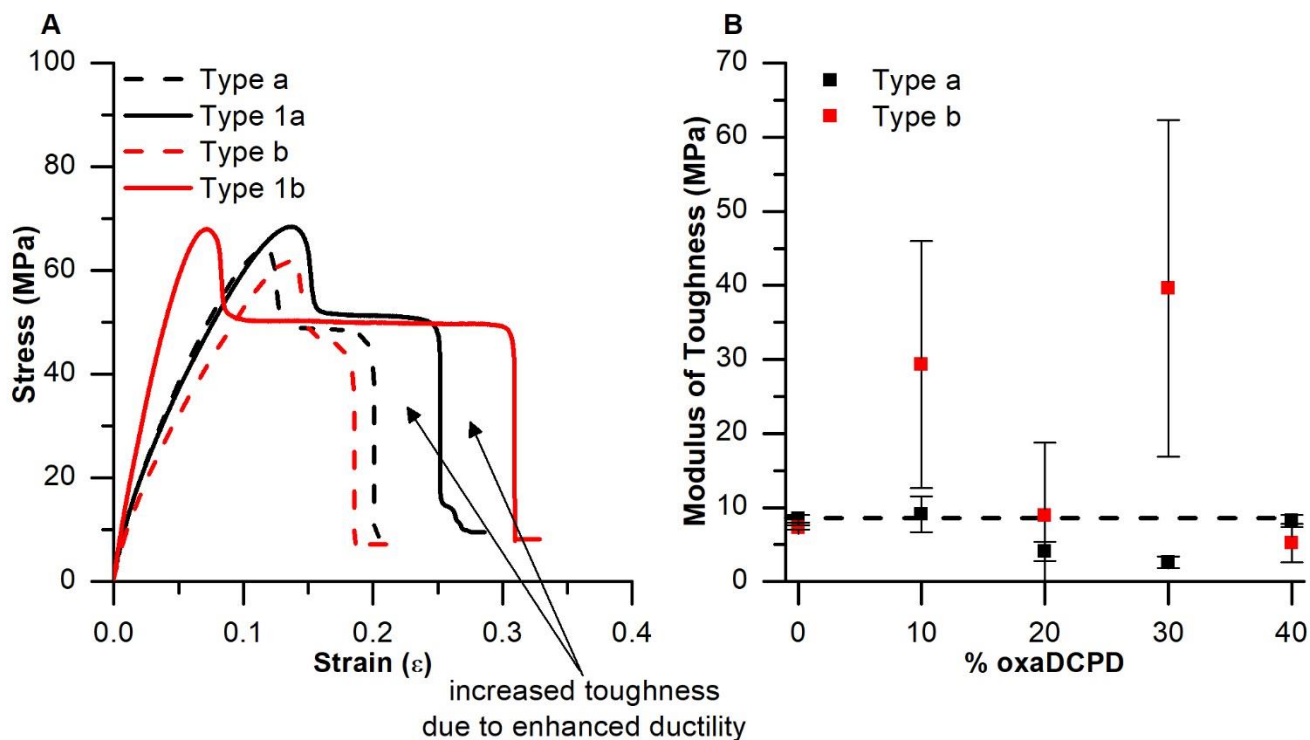 A
100
80
60
40
20
0
Stress (MPa)
Type a
Type 1a
Type b
Type 1b
0.0
0.1
0.2
0.3
0.4
Strain (ε)
increased toughness
due to enhanced ductility
B
70
60
50
40
30
20
10
0
Modulus of Toughness (MPa)
Type a
Type b
0
10
20
30
40
% oxaDCPD